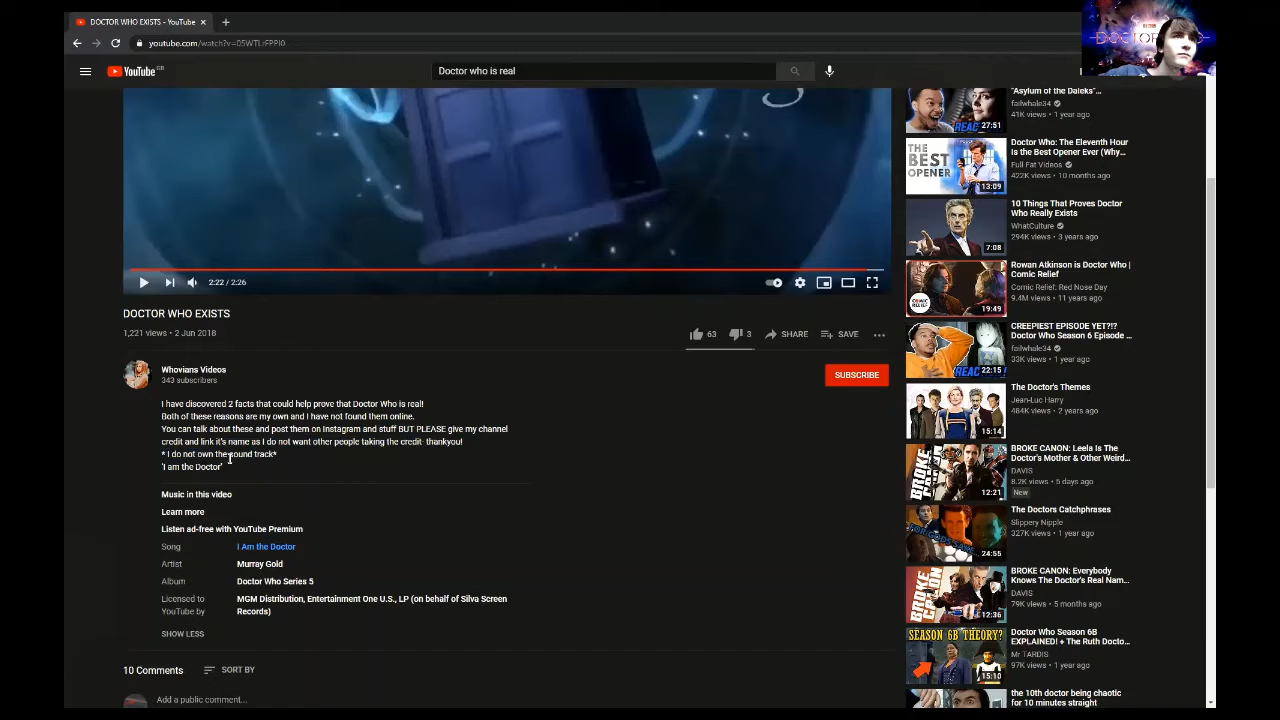 DOCTOR WHO EXISTS - YouTube
youtube.com/watch?v=05WTLrFPPI0
YouTube GB
Doctor who is real
DOCTOR
2:22 / 2:26
DOCTOR WHO EXISTS
1,221 views • 2 Jun 2018
63
3
SHARE
SAVE
Whovians Videos
343 subscribers
SUBSCRIBE
I have discovered 2 facts that could help prove that Doctor Who is real!
Both of these reasons are my own and I have not found them online.
You can talk about these and post them on Instagram and stuff BUT PLEASE give my channel
credit and link it's name as I do not want other people taking the credit- thankyou!
* I do not own the sound track*
'I am the Doctor'
Music in this video
Learn more
Listen ad-free with YouTube Premium
Song I Am the Doctor
Artist Murray Gold
Album Doctor Who Series 5
Licensed to MGM Distribution, Entertainment One U.S., LP (on behalf of Silva Screen
YouTube by Records)
SHOW LESS
10 Comments
SORT BY
Add a public comment...
"Asylum of the Daleks"...
failwhale34
41K views • 1 year ago
REAC
27:51
THE
BEST
OPENER
13:09
Doctor Who: The Eleventh Hour
Is the Best Opener Ever (Why...
Full Fat Videos
422K views • 10 months ago
7:08
10 Things That Proves Doctor
Who Really Exists
WhatCulture
294K views • 3 years ago
COMIC
RELIEF
19:49
Rowan Atkinson is Doctor Who |
Comic Relief
Comic Relief: Red Nose Day
9.4M views • 11 years ago
REAC
22:15
CREEPIEST EPISODE YET?!?
Doctor Who Season 6 Episode ...
failwhale34
33K views • 1 year ago
15:14
The Doctor's Themes
Jean-Luc Harry
484K views • 2 years ago
BROKE CANON
12:21
BROKE CANON: Leela Is The
Doctor's Mother & Other Weird...
DAVIS
8.2K views • 5 days ago
New
FOR GODS SAKE
24:55
The Doctors Catchphrases
Slippery Nipple
327K views • 1 year ago
BROKE CANON
12:36
BROKE CANON: Everybody
Knows The Doctor's Real Nam...
DAVIS
79K views • 5 months ago
SEASON 6B THEORY?
15:10
Doctor Who Season 6B
EXPLAINED! + The Ruth Docto...
Mr TARDIS
97K views • 1 year ago
the 10th doctor being chaotic
for 10 minutes straight